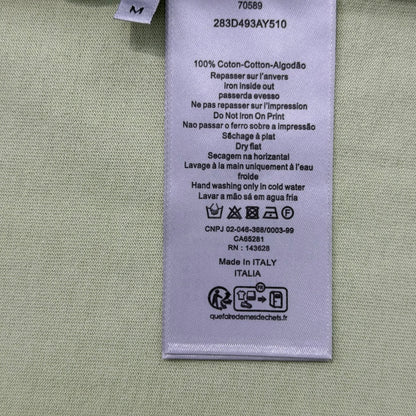 M
70589
283D493AY510
100% Coton-Cotton-Algodão
Repasser sur l'anvers
iron inside out
passada evesso
Ne pas repasser sur l'impression
Do Not Iron On Print
Não passar o ferro sobre a impressão
Séchage à plat
Dry flat
Secagem na horizontal
Lavage à la main uniquement à l'eau
froide
Hand washing only in cold water
Lavar a mão sá em agua fria
CNPJ 02-046-368/0003-99
CA65281
RN : 143628
Made In ITALY
ITALIA
FR
quefairedemesdechets.fr